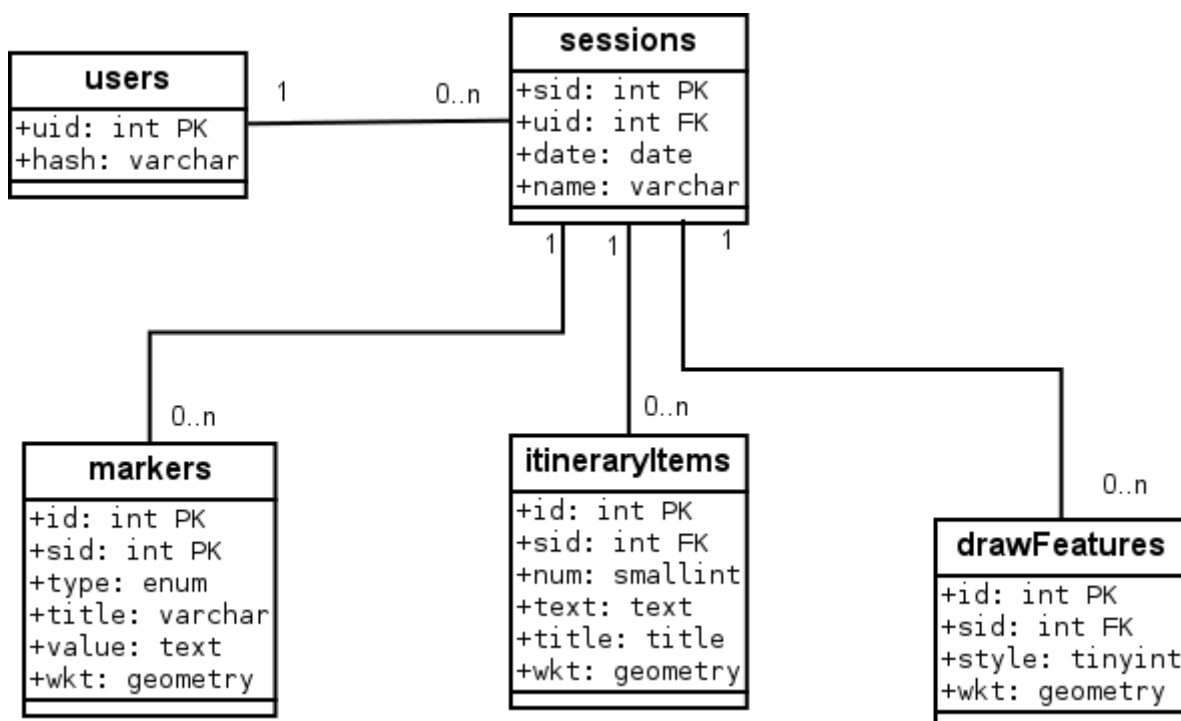 users
+uid: int PK
+hash: varchar
1
0..n
sessions
+sid: int PK
+uid: int FK
+date: date
+name: varchar
1
1
1
0..n
markers
+id: int PK
+sid: int PK
+type: enum
+title: varchar
+value: text
+wkt: geometry
0..n
itineraryItems
+id: int PK
+sid: int FK
+num: smallint
+text: text
+title: title
+wkt: geometry
0..n
drawFeatures
+id: int PK
+sid: int FK
+style: tinyint
+wkt: geometry